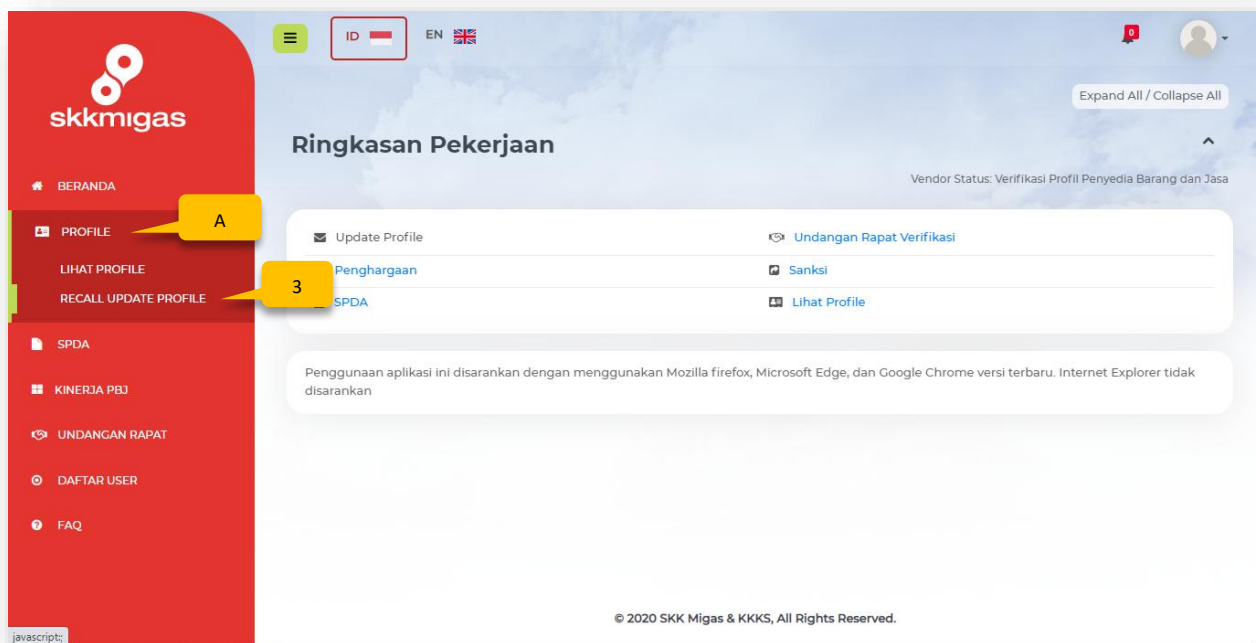 skkmigas
ID
EN
0
Expand All / Collapse All
Ringkasan Pekerjaan
Vendor Status: Verifikasi Profil Penyedia Barang dan Jasa
BERANDA
PROFILE
A
LIHAT PROFILE
RECALL UPDATE PROFILE
3
SPDA
KINERJA PBJ
UNDANGAN RAPAT
DAFTAR USER
FAQ
Update Profile
Undangan Rapat Verifikasi
Penghargaan
Sanksi
SPDA
Lihat Profile
Penggunaan aplikasi ini disarankan dengan menggunakan Mozilla firefox, Microsoft Edge, dan Google Chrome versi terbaru. Internet Explorer tidak
disarankan
© 2020 SKK Migas & KKKS, All Rights Reserved.
javascript:;